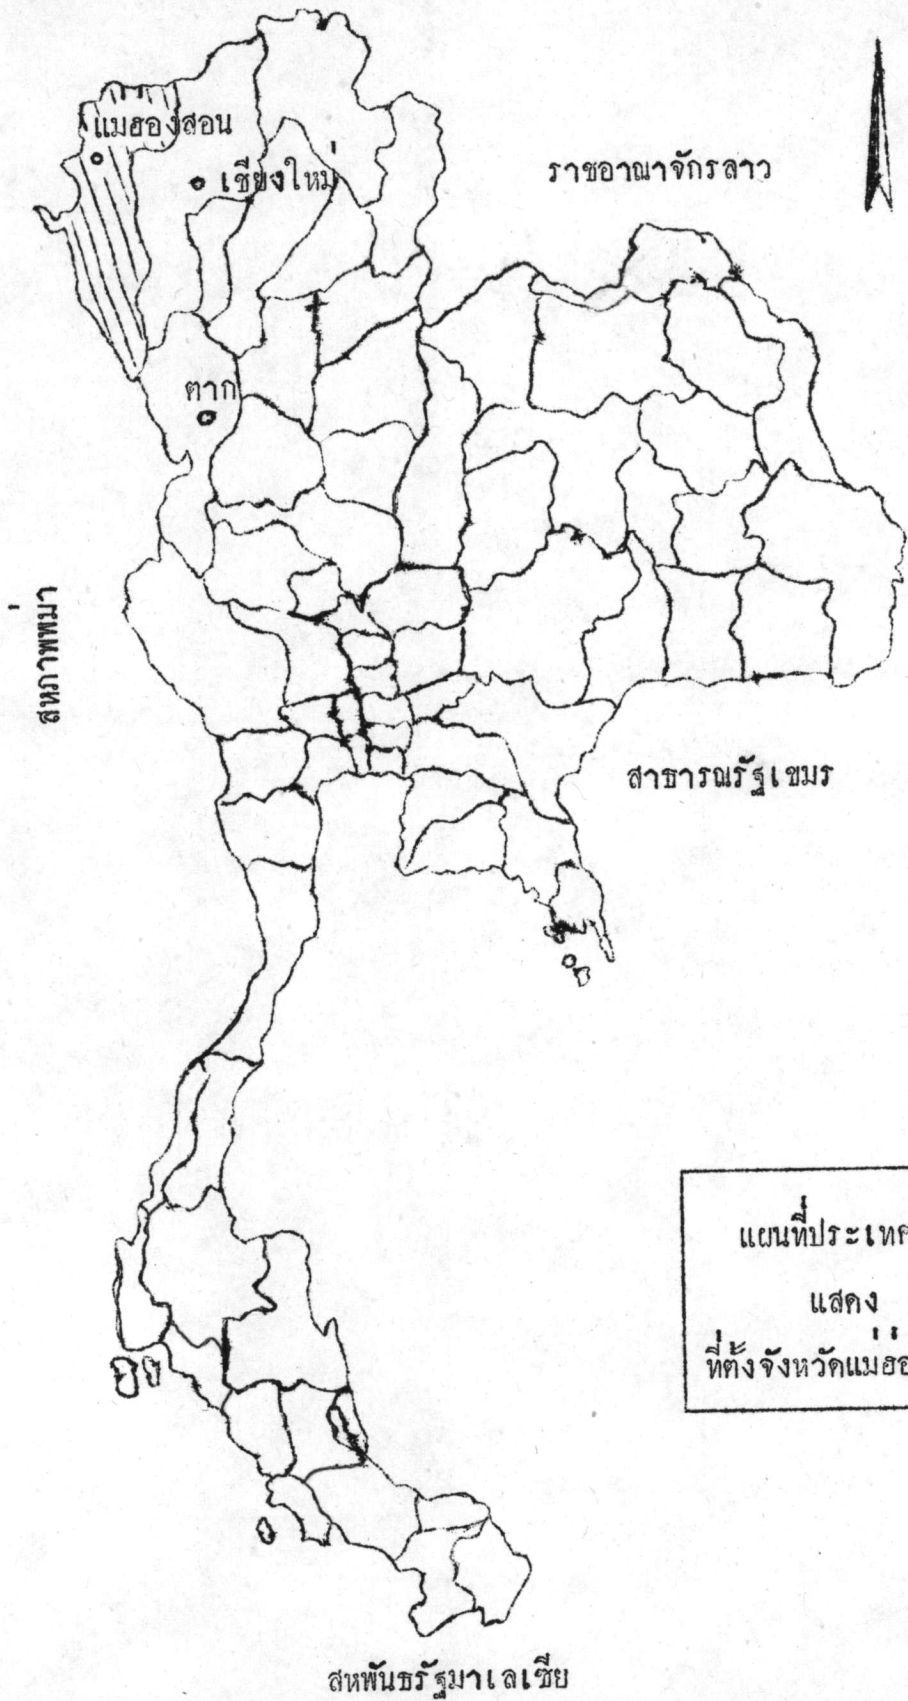 แมฮองสอน
เชียงใหม่
ราชอาณาจักรลาว
ตาก
สหภาพพม่า
สาธารณรัฐเขมร
แผนที่ประเทศ
แสดง
ที่ตั้งจังหวัดแม่ฮ่อ
สหพันธรัฐมาเลเซีย